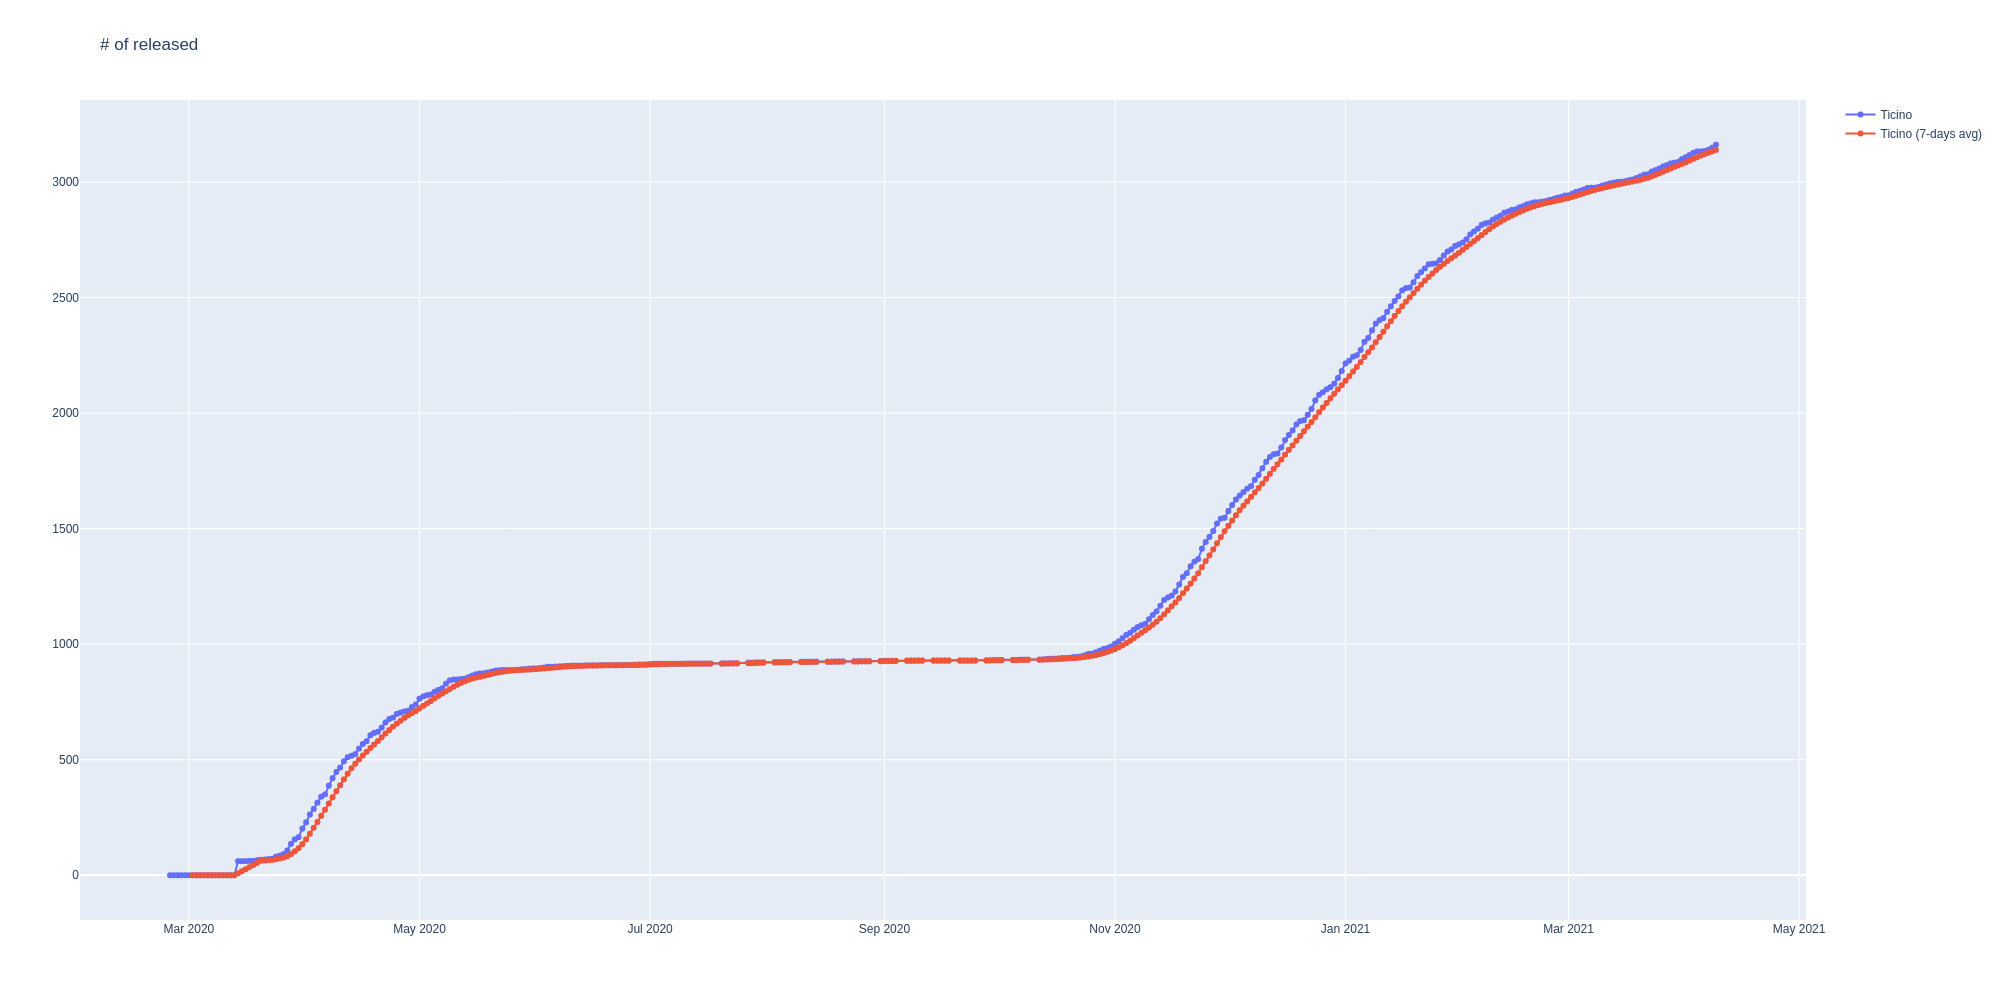 # of released
Ticino
Ticino (7-days avg)
3000
2500
2000
1500
1000
500
0
Mar 2020
May 2020
Jul 2020
Sep 2020
Nov 2020
Jan 2021
Mar 2021
May 2021